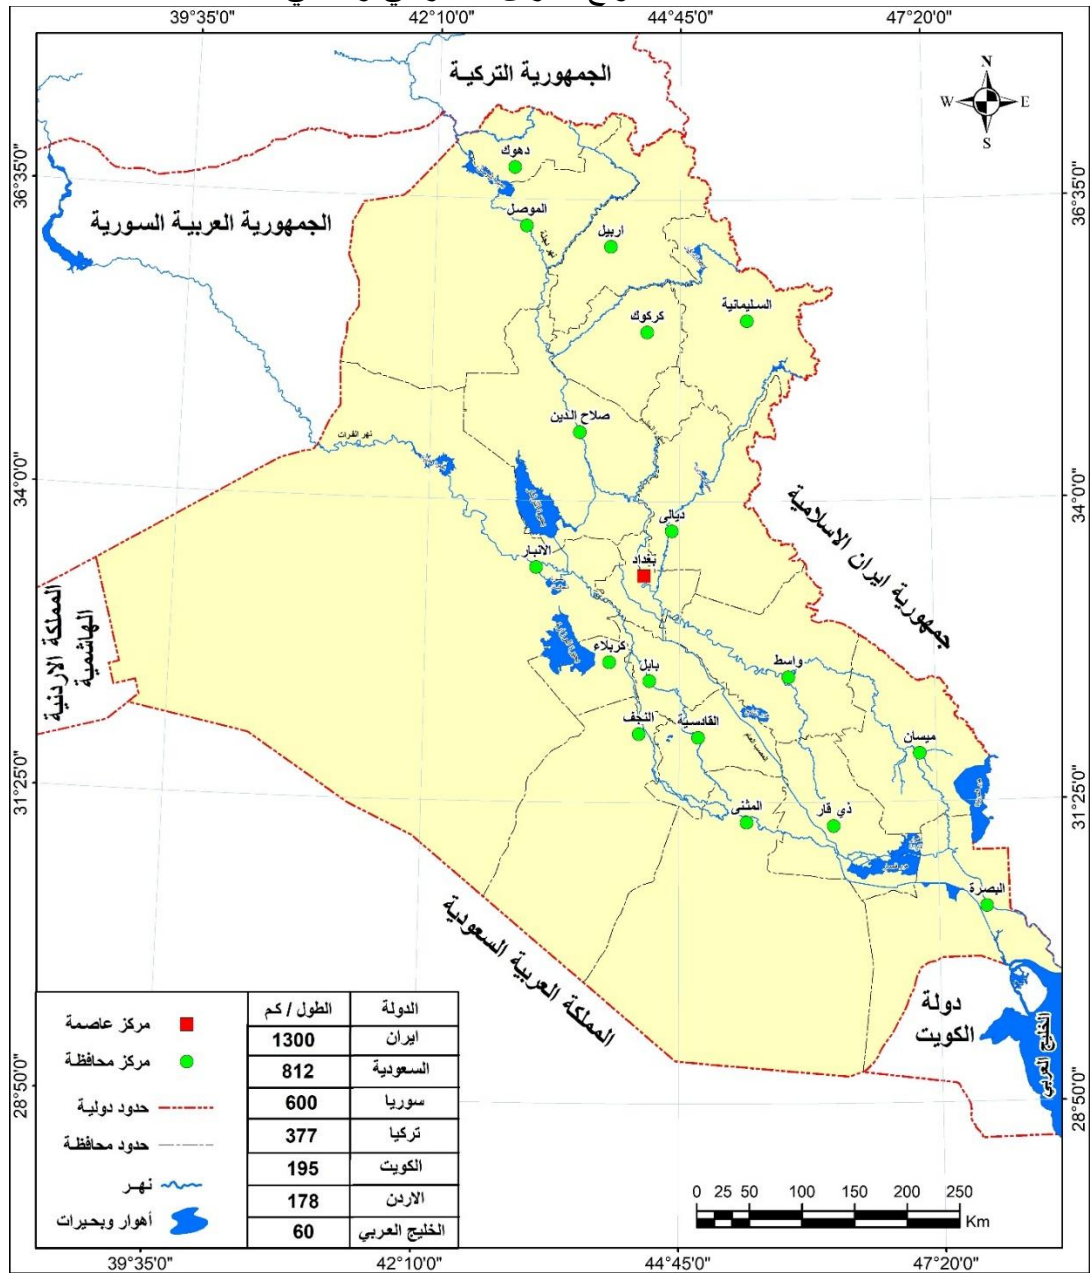 39°35'0"
42°10'0"
44°45'0"
47°20'0"
N
W
E
S
36°35'0"
34°0'0"
31°25'0"
28°50'0"
36°35'0"
34°0'0"
31°25'0"
28°50'0"
الجمهورية التركية
الجمهورية العربية السورية
جمهورية ايران الاسلامية
المملكة الاردنية
الهاشمية
المملكة العربية السعودية
دولة
الكويت
الخليج العربي
دهوك
الموصل
نهر دجلة
اربيل
السليمانية
كركوك
صلاح الدين
نهر الفرات
ديالى
بغداد
الانبار
كربلاء
بابل
واسط
النجف
القادسية
المصب العام
ميسان
المثنى
ذي قار
البصرة
مركز عاصمة
مركز محافظة
حدود دولية
حدود محافظة
نهر
أهوار وبحيرات
الدولة الطول / كم
ايران 1300
السعودية 812
سوريا 600
تركيا 377
الكويت 195
الاردن 178
الخليج العربي 60
0 25 50 100 150 200 250
Km
39°35'0"
42°10'0"
44°45'0"
47°20'0"